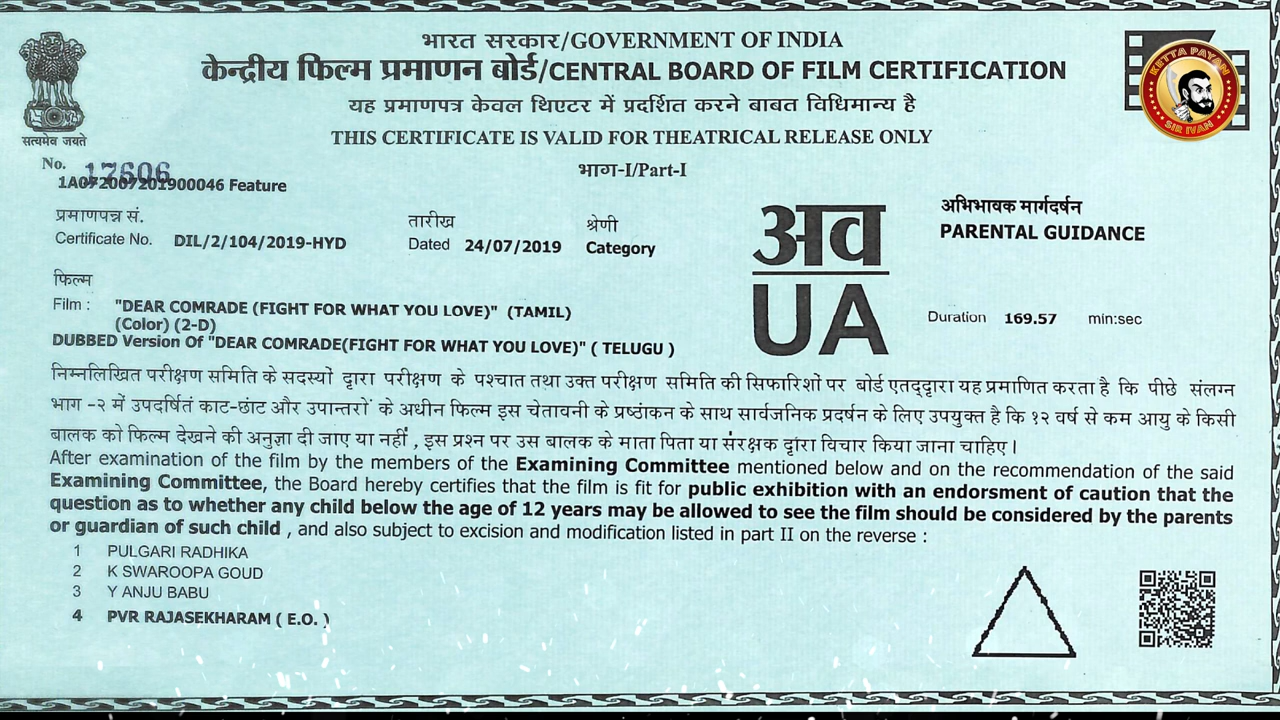 भारत सरकार/GOVERNMENT OF INDIA
केन्द्रीय फिल्म प्रमाणन बोर्ड/CENTRAL BOARD OF FILM CERTIFICATION
यह प्रमाणपत्र केवल थिएटर में प्रदर्शित करने बाबत विधिमान्य है
THIS CERTIFICATE IS VALID FOR THEATRICAL RELEASE ONLY
KETTA PAYAN
SIR IVAN
सत्यमेव जयते
भाग-I/Part-I
No. 17606
1A072007201900046 Feature
प्रमाणपत्र सं. तारीख श्रेणी
Certificate No. DIL/2/104/2019-HYD Dated 24/07/2019 Category
अव
UA
अभिभावक मार्गदर्षन
PARENTAL GUIDANCE
फिल्म
Film : "DEAR COMRADE (FIGHT FOR WHAT YOU LOVE)" (TAMIL)
(Color) (2-D)
Duration 169.57 min:sec
DUBBED Version Of "DEAR COMRADE(FIGHT FOR WHAT YOU LOVE)" ( TELUGU )
निम्नलिखित परीक्षण समिति के सदस्यों द्वारा परीक्षण के पश्चात तथा उक्त परीक्षण समिति की सिफारिशों पर बोर्ड एतद्द्वारा यह प्रमाणित करता है कि पीछे संलग्न
भाग -२ में उपदर्षितं काट-छांट और उपान्तरों के अधीन फिल्म इस चेतावनी के प्रष्ठांकन के साथ सार्वजनिक प्रदर्षन के लिए उपयुक्त है कि १२ वर्ष से कम आयु के किसी
बालक को फिल्म देखने की अनुज्ञा दी जाए या नहीं , इस प्रश्न पर उस बालक के माता पिता या संरक्षक द्वारा विचार किया जाना चाहिए ।
After examination of the film by the members of the Examining Committee mentioned below and on the recommendation of the said
Examining Committee, the Board hereby certifies that the film is fit for public exhibition with an endorsment of caution that the
question as to whether any child below the age of 12 years may be allowed to see the film should be considered by the parents
or guardian of such child , and also subject to excision and modification listed in part II on the reverse :
1 PULGARI RADHIKA
2 K SWAROOPA GOUD
3 Y ANJU BABU
4 PVR RAJASEKHARAM ( E.O. )